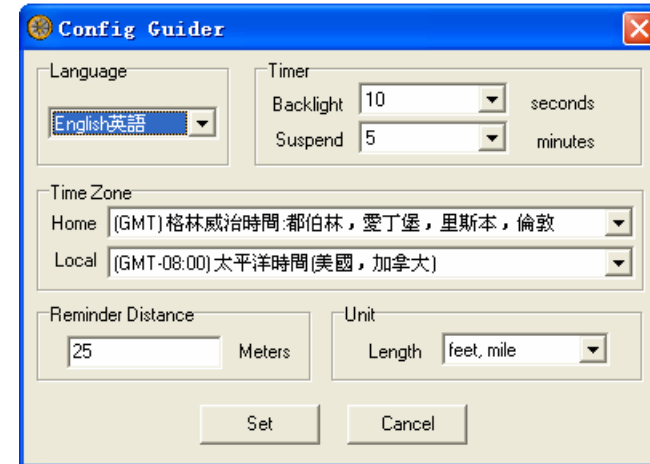 Config Guider
Language
English英語
Timer
Backlight 10 seconds
Suspend 5 minutes
Time Zone
Home (GMT)格林威治時間:都伯林，愛丁堡，里斯本，倫敦
Local (GMT-08:00)太平洋時間(美國，加拿大)
Reminder Distance
25 Meters
Unit
Length feet, mile
Set Cancel